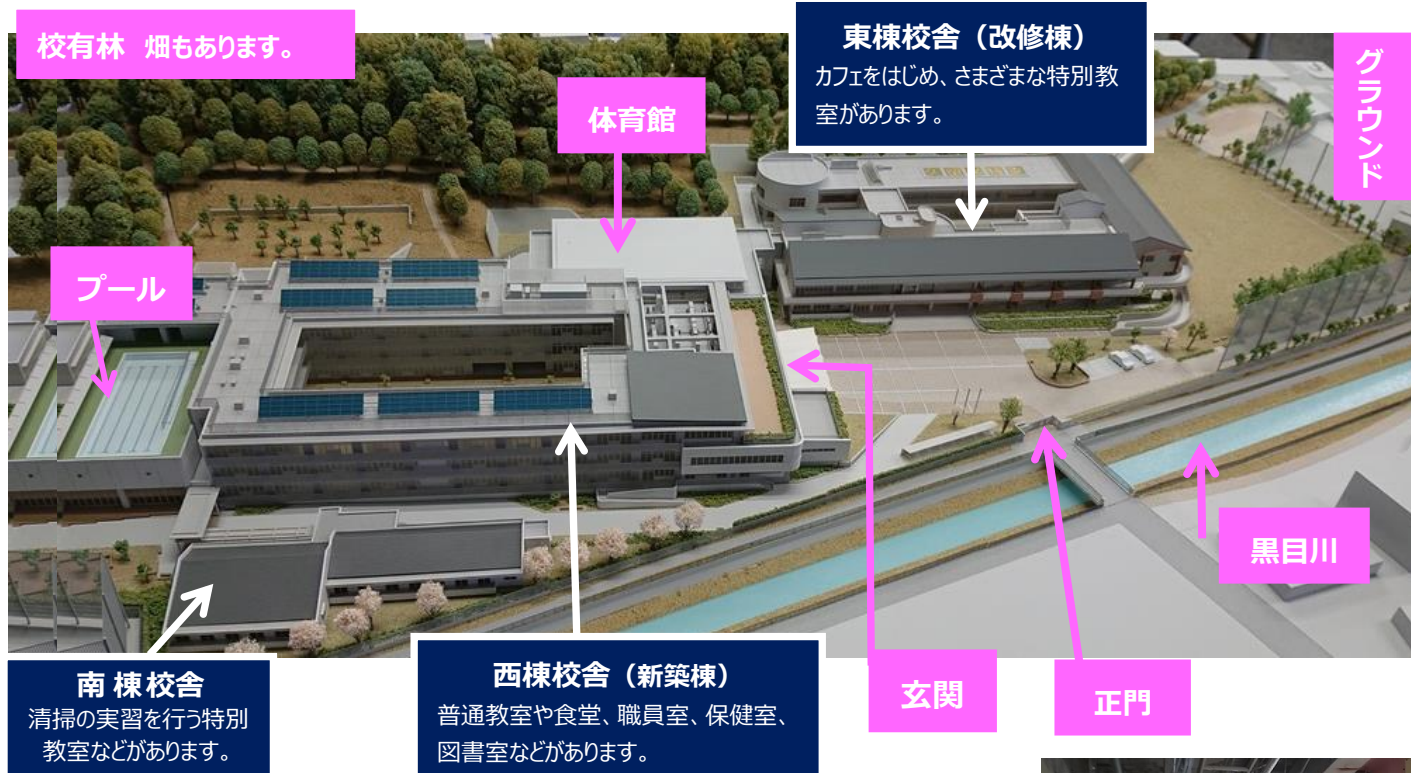 校有林 畑もあります。
東棟校舎（改修棟）
カフェをはじめ、さまざまな特別教
室があります。
グラウンド
体育館
プール
黒目川
南棟校舎
清掃の実習を行う特別
教室などがあります。
西棟校舎（新築棟）
普通教室や食堂、職員室、保健室、
図書室などがあります。
玄関
正門